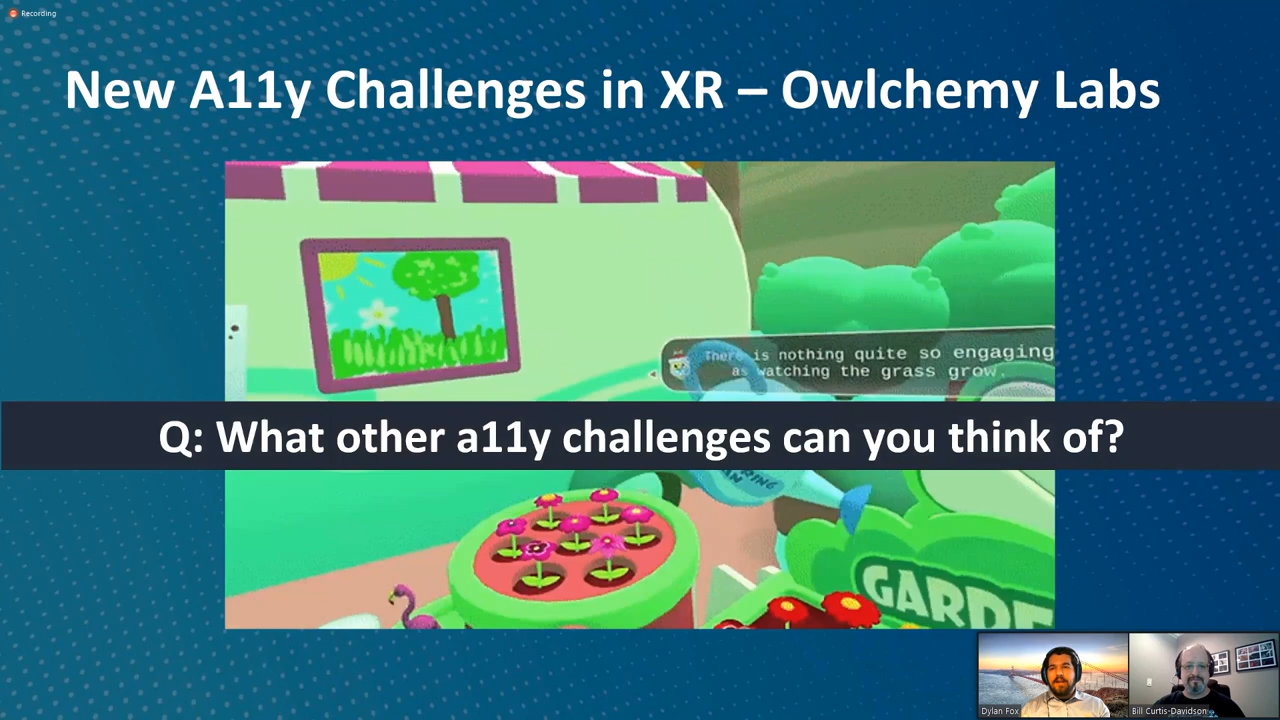 Recording
New A11y Challenges in XR – Owlchemy Labs
There is nothing quite so engaging
as watching the grass grow.
Q: What other a11y challenges can you think of?
GARDE
Dylan Fox
Bill Curtis-Davidson